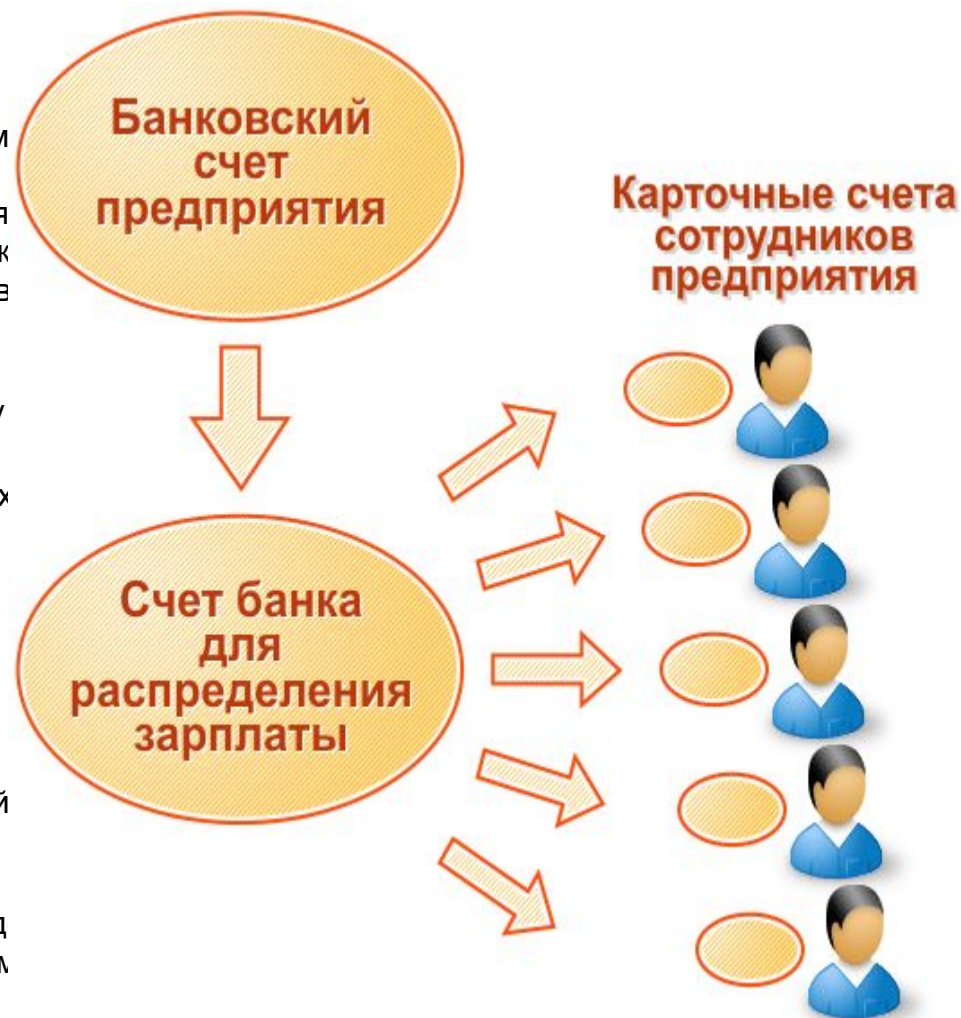 Банковский
счет
предприятия
Карточные счета
сотрудников
предприятия
Счет банка
для
распределения
зарплаты